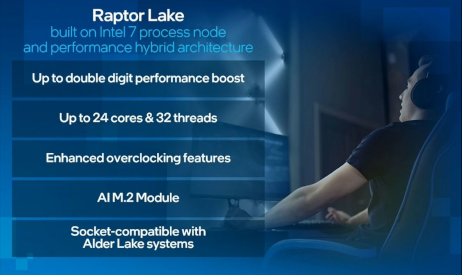 Raptor Lake
built on Intel 7 process node
and performance hybrid architecture
Up to double digit performance boost
Up to 24 cores & 32 threads
Enhanced overclocking features
AI M.2 Module
Socket-compatible with
Alder Lake systems